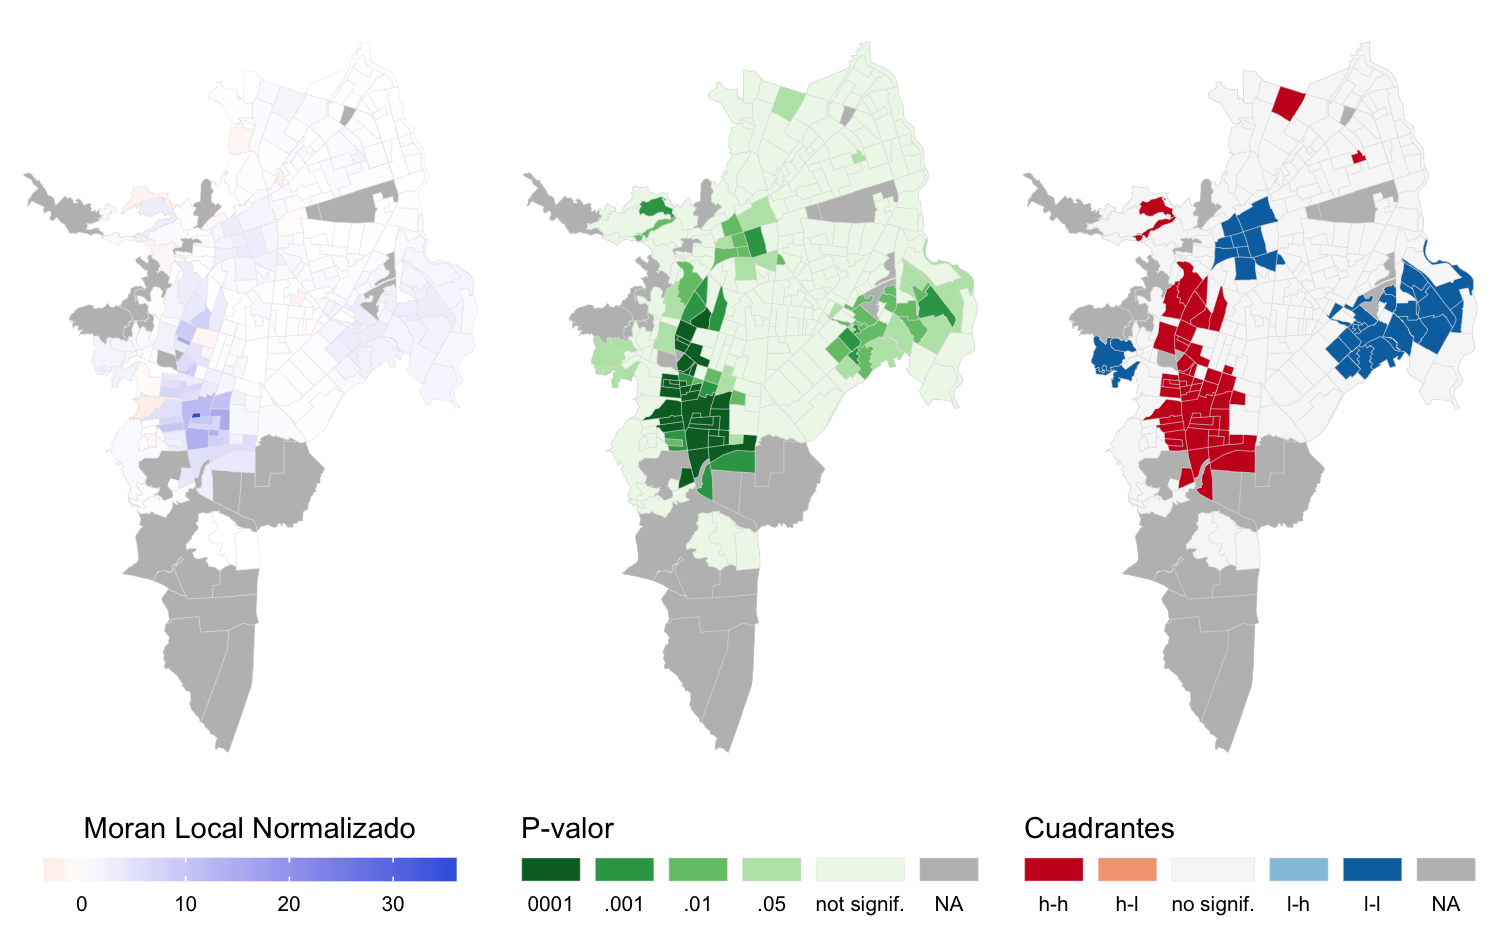 Moran Local Normalizado
0 10 20 30
P-valor
0001 .001 .01 .05 not signif. NA
Cuadrantes
h-h h-l no signif. l-h l-l NA